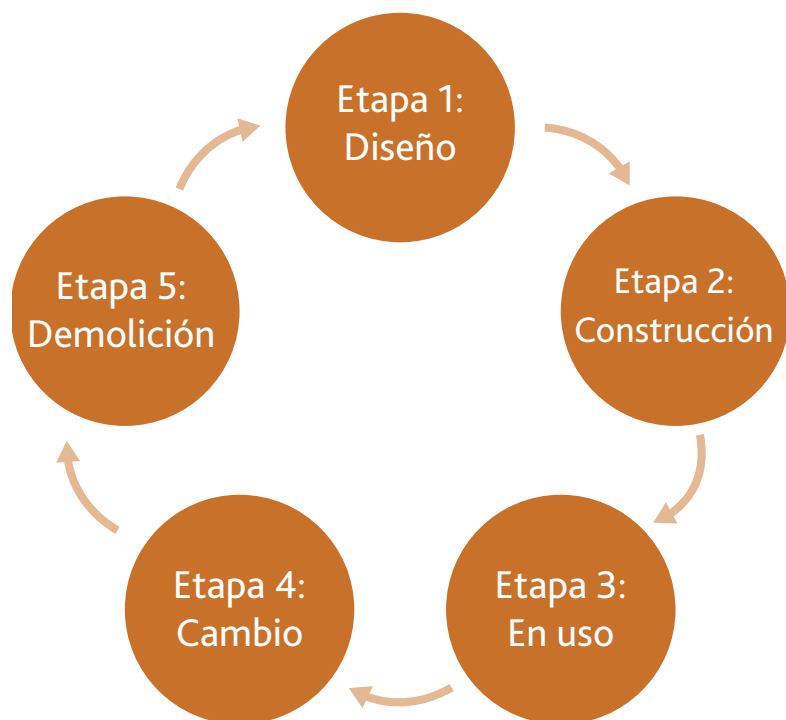 Etapa 1:
Diseño
Etapa 2:
Construcción
Etapa 3:
En uso
Etapa 4:
Cambio
Etapa 5:
Demolición